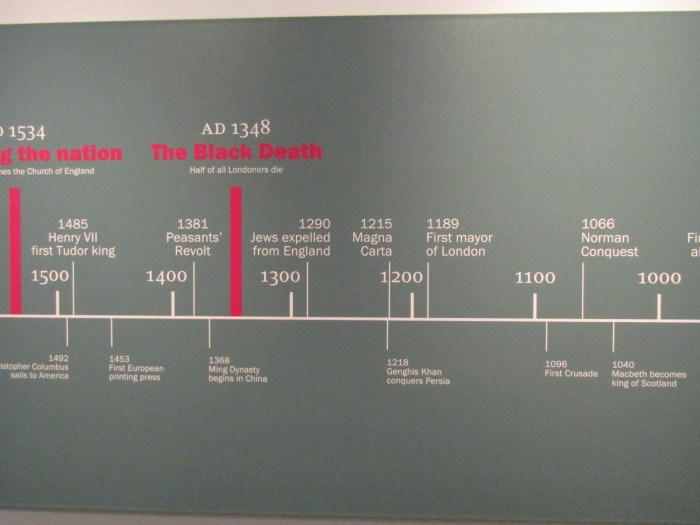 AD 1534
g the nation
es the Church of England
AD 1348
The Black Death
Half of all Londoners die
1485
Henry VII
first Tudor king
1381
Peasants'
Revolt
1290
Jews expelled
from England
1215
Magna
Carta
1189
First mayor
of London
1066
Norman
Conquest
Fi
al
1500
1400
1300
1200
1100
1000
1492
istopher Columbus
sails to America
1453
First European
printing press
1368
Ming Dynasty
begins in China
1218
Genghis Khan
conquers Persia
1096
First Crusade
1040
Macbeth becomes
king of Scotland